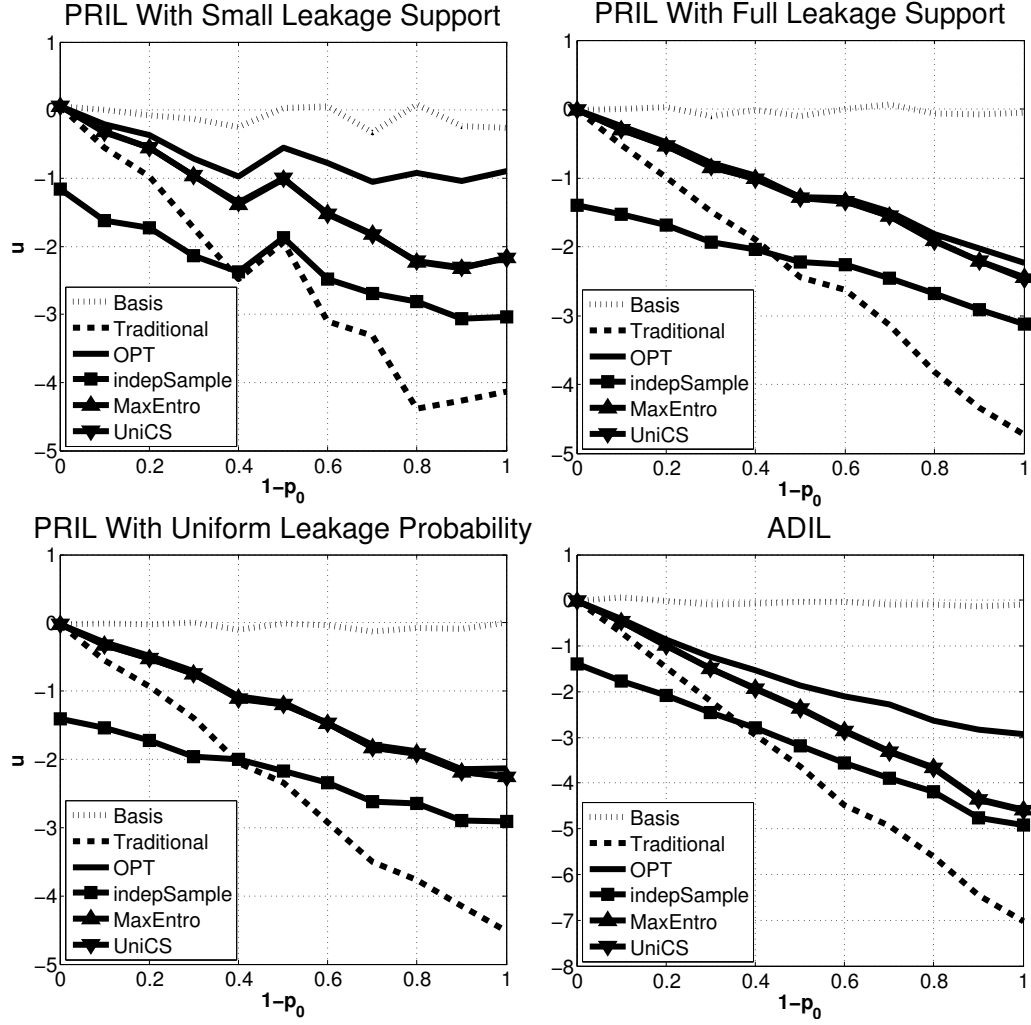 PRIL With Small Leakage Support
1
0
−1
−2
−3
−4
−5
u
Basis
Traditional
OPT
indepSample
MaxEntro
UniCS
0 0.2 0.4 0.6 0.8 1
1−p0
PRIL With Full Leakage Support
1
0
−1
−2
−3
−4
−5
Basis
Traditional
OPT
indepSample
MaxEntro
UniCS
0 0.2 0.4 0.6 0.8 1
1−p0
PRIL With Uniform Leakage Probability
1
0
−1
−2
−3
−4
−5
u
Basis
Traditional
OPT
indepSample
MaxEntro
UniCS
0 0.2 0.4 0.6 0.8 1
1−p0
ADIL
1
0
−1
−2
−3
−4
−5
−6
−7
−8
Basis
Traditional
OPT
indepSample
MaxEntro
UniCS
0 0.2 0.4 0.6 0.8 1
1−p0